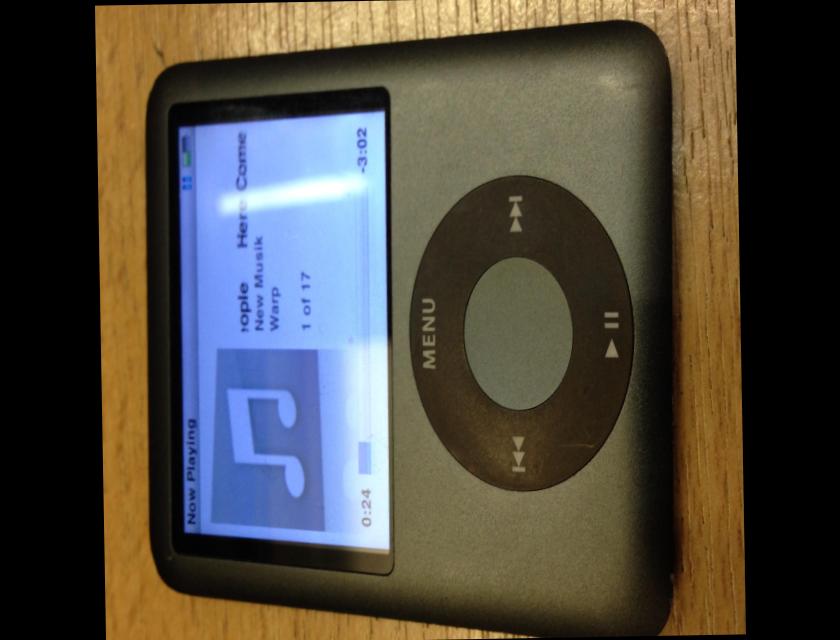 Now Playing
ople Here Come
New Musik
Warp
1 of 17
0:24 -3:02
MENU